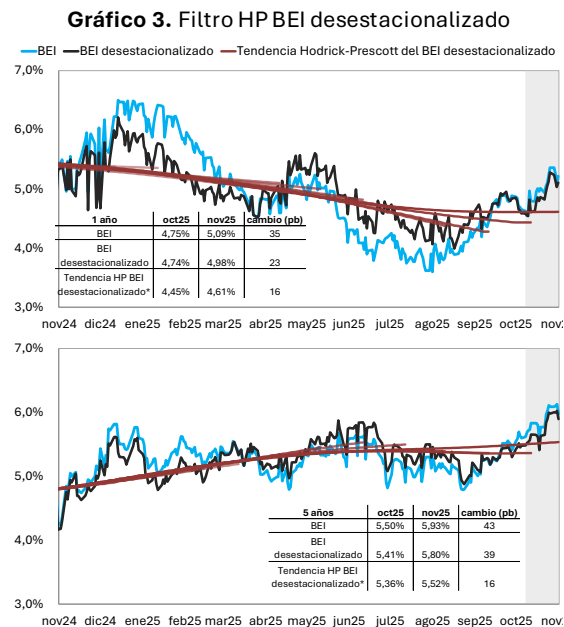 Gráfico 3. Filtro HP BEI desestacionalizado
BEI BEI desestacionalizado Tendencia Hodrick-Prescott del BEI desestacionalizado
7,0%
6,0%
5,0%
4,0%
3,0%
1 año oct25 nov25 cambio (pb)
BEI 4,75% 5,09% 35
BEI
desestacionalizado 4,74% 4,98% 23
Tendencia HP BEI
desestacionalizado* 4,45% 4,61% 16
nov24 dic24 ene25 feb25 mar25 abr25 may25 jun25 jul25 ago25 sep25 oct25 nov2
7,0%
6,0%
5,0%
4,0%
3,0%
5 años oct25 nov25 cambio (pb)
BEI 5,50% 5,93% 43
BEI
desestacionalizado 5,41% 5,80% 39
Tendencia HP BEI
desestacionalizado* 5,36% 5,52% 16
nov24 dic24 ene25 feb25 mar25 abr25 may25 jun25 jul25 ago25 sep25 oct25 nov2